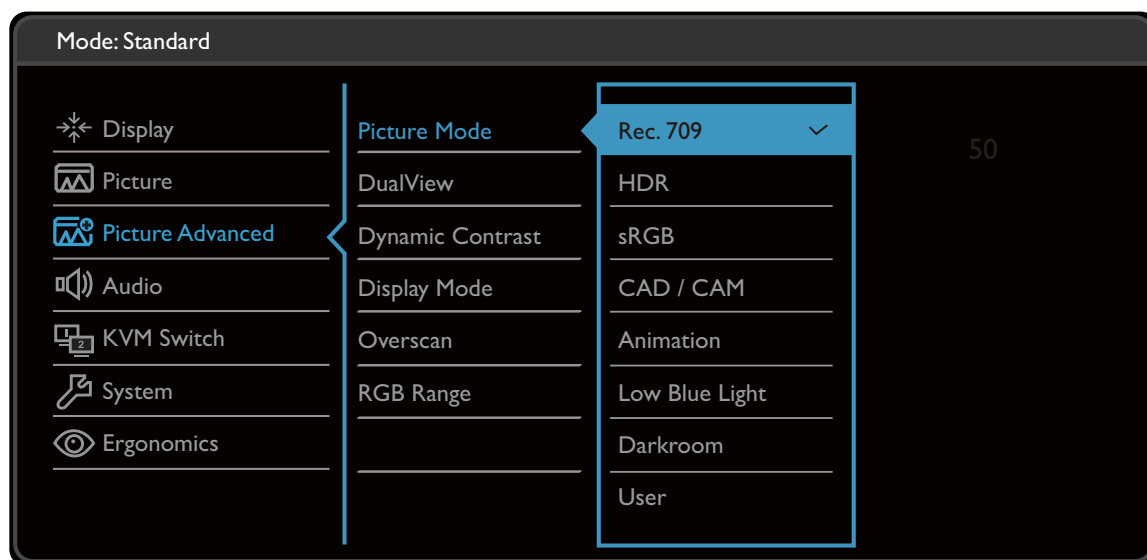 Mode: Standard
Display
Picture
Picture Advanced
Audio
KVM Switch
2
System
Ergonomics
Picture Mode
DualView
Dynamic Contrast
Display Mode
Overscan
RGB Range
Rec. 709
HDR
sRGB
CAD / CAM
Animation
Low Blue Light
Darkroom
User
50